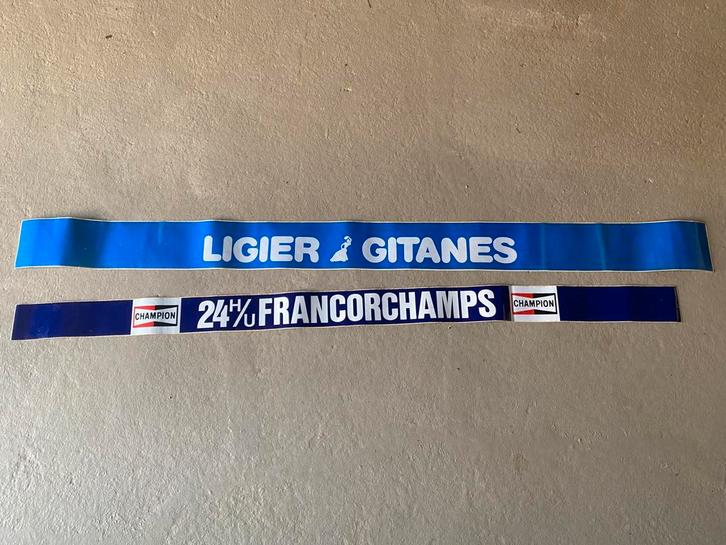 LIGIER GITANES
CHAMPION 24H/U FRANCORCHAMPS CHAMPION